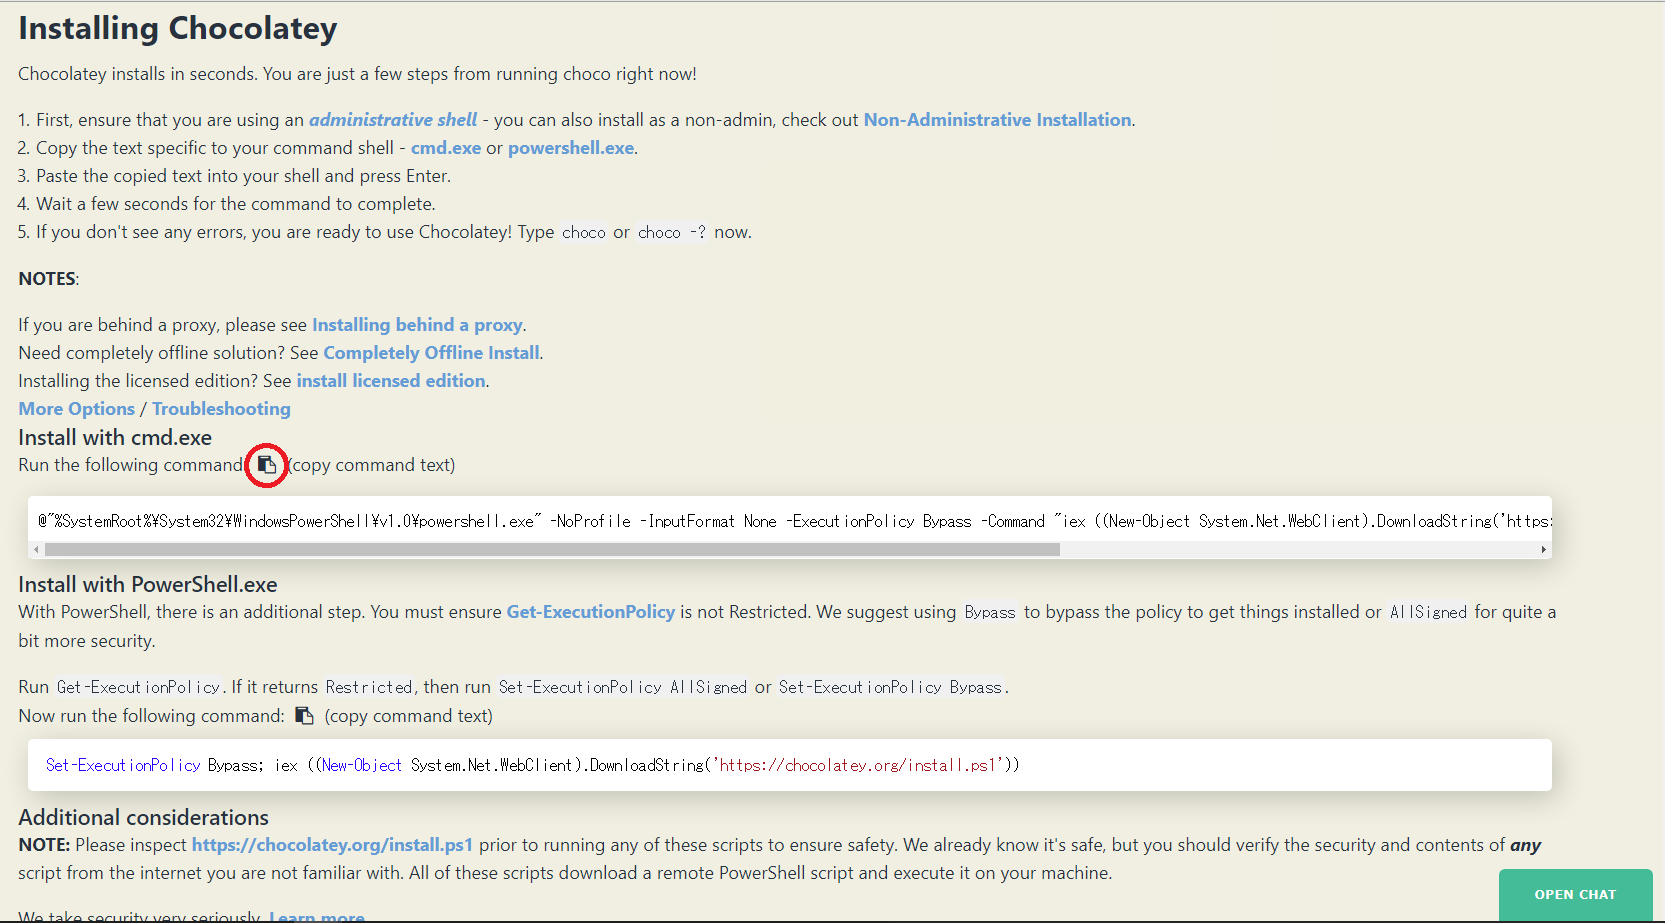 Installing Chocolatey
Chocolatey installs in seconds. You are just a few steps from running choco right now!
1. First, ensure that you are using an administrative shell - you can also install as a non-admin, check out Non-Administrative Installation.
2. Copy the text specific to your command shell - cmd.exe or powershell.exe.
3. Paste the copied text into your shell and press Enter.
4. Wait a few seconds for the command to complete.
5. If you don't see any errors, you are ready to use Chocolatey! Type choco or choco -? now.
NOTES:
If you are behind a proxy, please see Installing behind a proxy.
Need completely offline solution? See Completely Offline Install.
Installing the licensed edition? See install licensed edition.
More Options / Troubleshooting
Install with cmd.exe
Run the following command (copy command text)
@"%SystemRoot%¥System32¥WindowsPowerShell¥v1.0¥powershell.exe" -NoProfile -InputFormat None -ExecutionPolicy Bypass -Command "iex ((New-Object System.Net.WebClient).DownloadString('https:
Install with PowerShell.exe
With PowerShell, there is an additional step. You must ensure Get-ExecutionPolicy is not Restricted. We suggest using Bypass to bypass the policy to get things installed or AllSigned for quite a
bit more security.
Run Get-ExecutionPolicy. If it returns Restricted, then run Set-ExecutionPolicy AllSigned or Set-ExecutionPolicy Bypass.
Now run the following command: (copy command text)
Set-ExecutionPolicy Bypass; iex ((New-Object System.Net.WebClient).DownloadString('https://chocolatey.org/install.ps1'))
Additional considerations
NOTE: Please inspect https://chocolatey.org/install.ps1 prior to running any of these scripts to ensure safety. We already know it's safe, but you should verify the security and contents of any
script from the internet you are not familiar with. All of these scripts download a remote PowerShell script and execute it on your machine.
OPEN CHAT
We take security very seriously. Learn more.